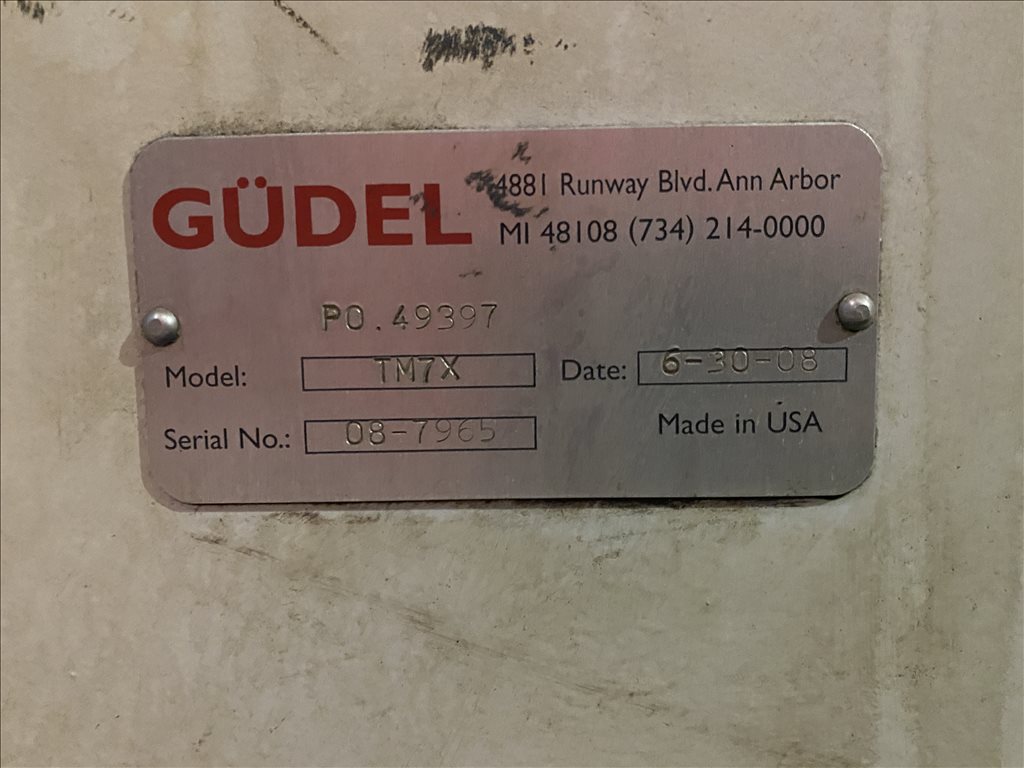 GÜDEL
4881 Runway Blvd. Ann Arbor
MI 48108 (734) 214-0000
PO.49397
Model: TM7X
Date: 6-30-08
Serial No.: 08-7965
Made in USA